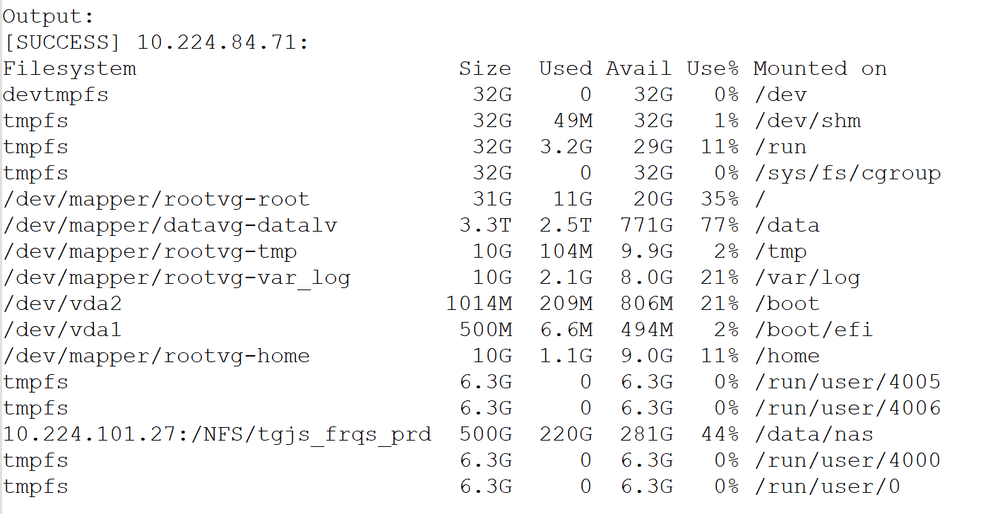 Output:
[SUCCESS] 10.224.84.71:
Filesystem                        Size  Used Avail Use% Mounted on
devtmpfs                           32G     0   32G   0% /dev
tmpfs                              32G   49M   32G   1% /dev/shm
tmpfs                              32G  3.2G   29G  11% /run
tmpfs                              32G     0   32G   0% /sys/fs/cgroup
/dev/mapper/rootvg-root            31G   11G   20G  35% /
/dev/mapper/datavg-datalv         3.3T  2.5T  771G  77% /data
/dev/mapper/rootvg-tmp             10G  104M  9.9G   2% /tmp
/dev/mapper/rootvg-var_log         10G  2.1G  8.0G  21% /var/log
/dev/vda2                        1014M  209M  806M  21% /boot
/dev/vda1                         500M  6.6M  494M   2% /boot/efi
/dev/mapper/rootvg-home            10G  1.1G  9.0G  11% /home
tmpfs                             6.3G     0  6.3G   0% /run/user/4005
tmpfs                             6.3G     0  6.3G   0% /run/user/4006
10.224.101.27:/NFS/tgjs_frqs_prd  500G  220G  281G  44% /data/nas
tmpfs                             6.3G     0  6.3G   0% /run/user/4000
tmpfs                             6.3G     0  6.3G   0% /run/user/0